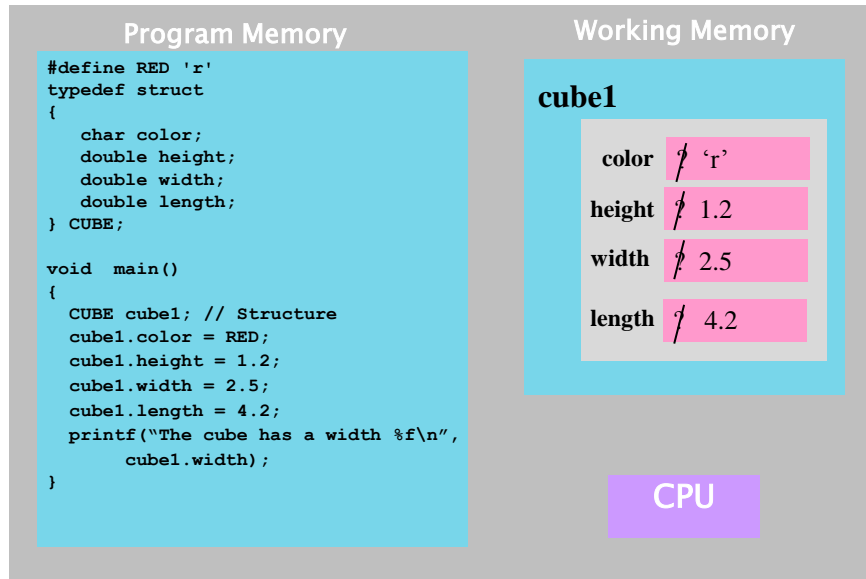 Program Memory
#define RED 'r'
typedef struct
{
   char color;
   double height;
   double width;
   double length;
} CUBE;

void  main()
{
  CUBE cube1; // Structure
  cube1.color = RED;
  cube1.height = 1.2;
  cube1.width = 2.5;
  cube1.length = 4.2;
  printf(“The cube has a width %f\n”,
       cube1.width);
}
Working Memory
cube1
color ? ‘r’
height ? 1.2
width ? 2.5
length ? 4.2
CPU